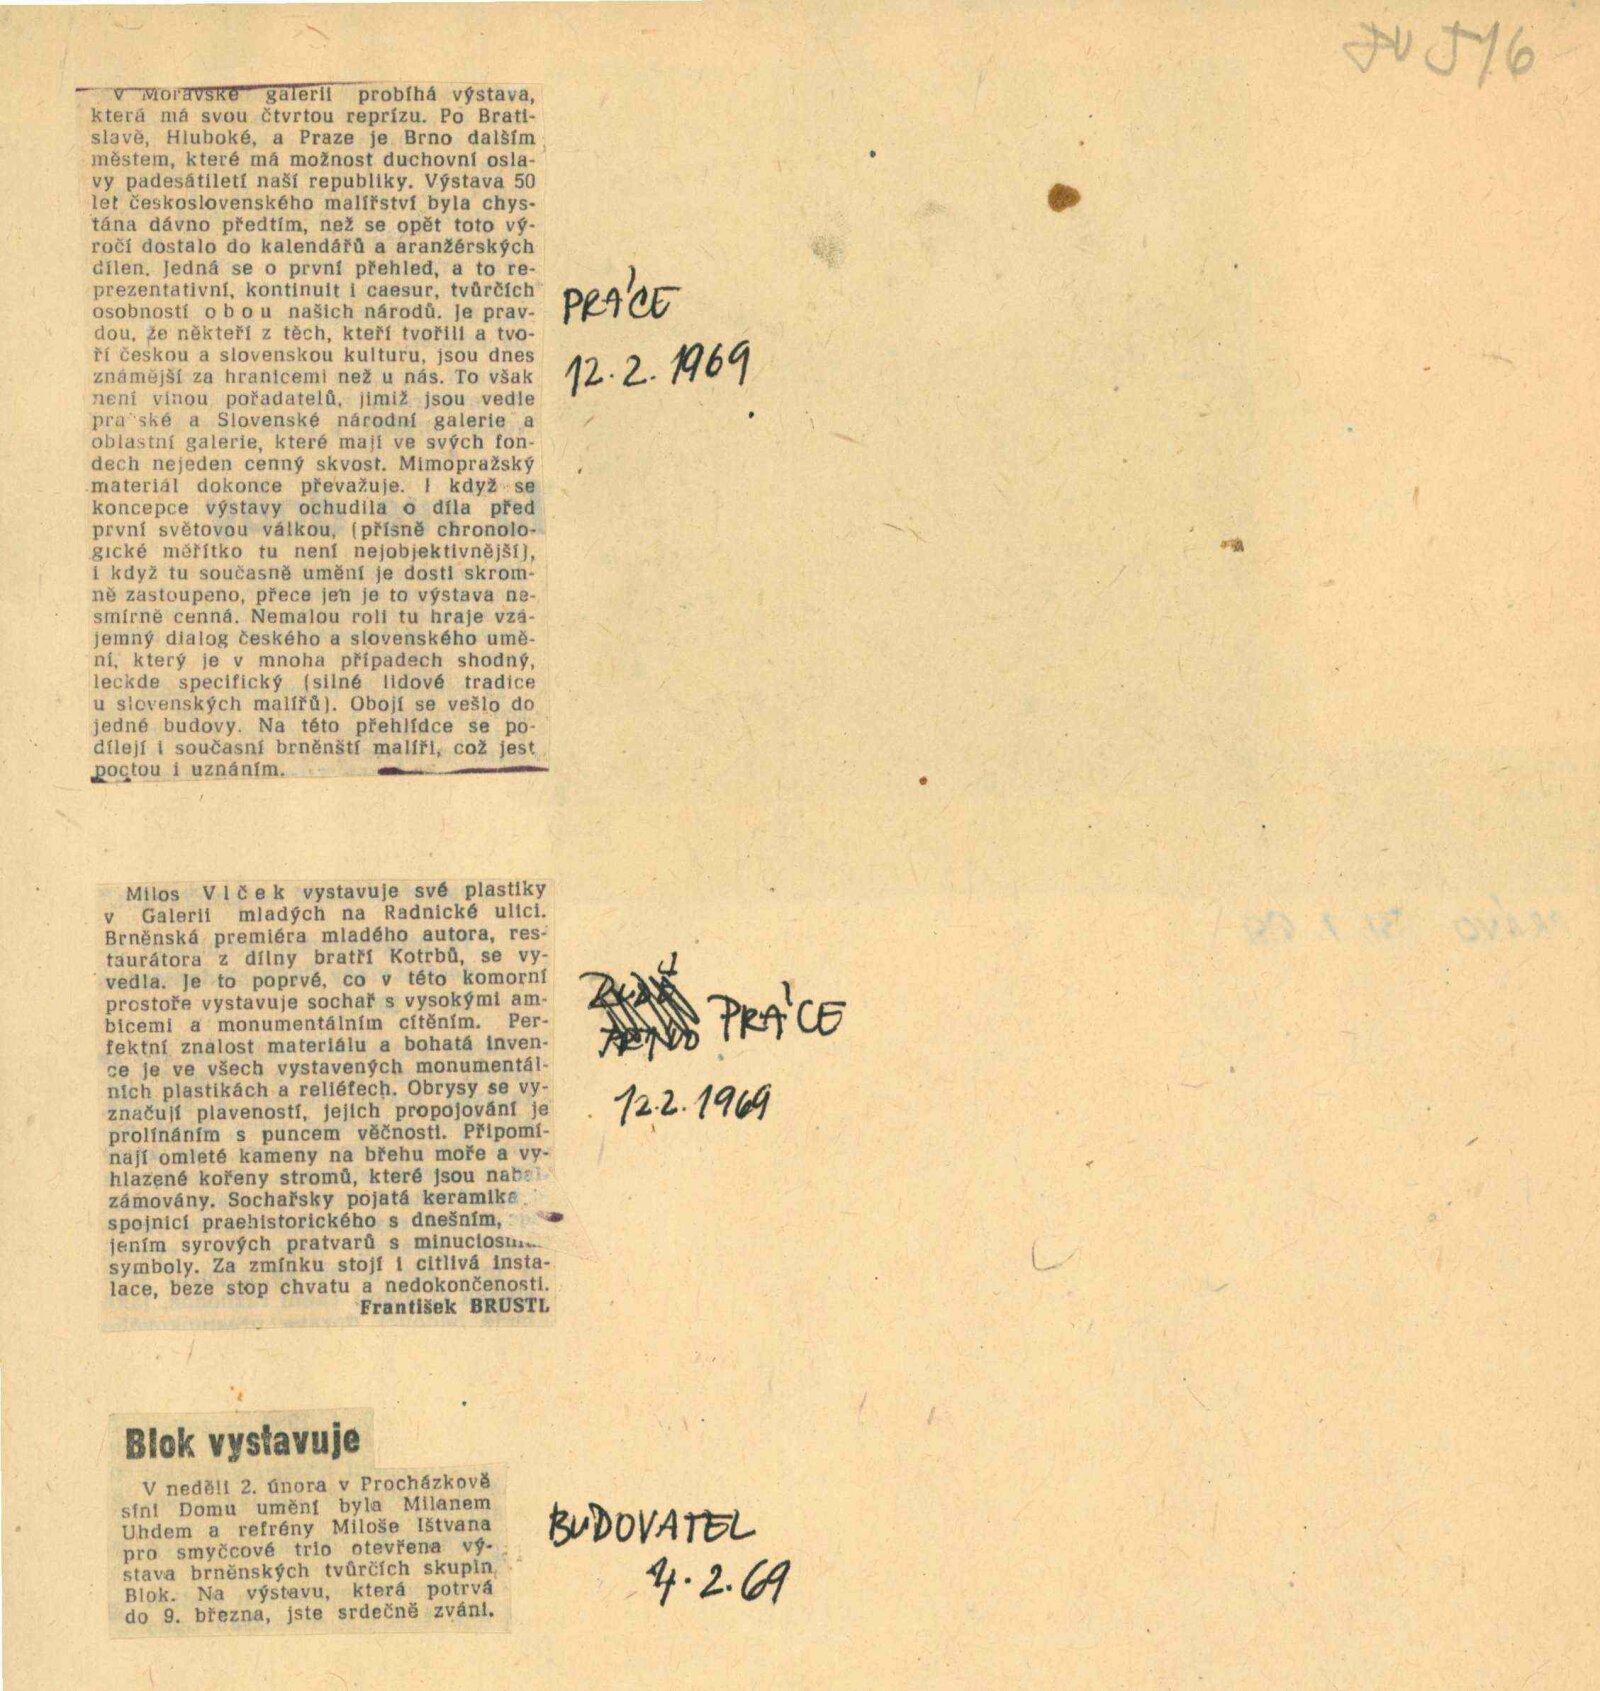 V Moravské galerii probíhá výstava,
která má svou čtvrtou reprízu. Po Brati-
slavě, Hluboké, a Praze je Brno dalším
městem, které má možnost duchovní osla-
vy padesátiletí naší republiky. Výstava 50
let československého malířství byla chys-
tána dávno předtím, než se opět toto vý-
ročí dostalo do kalendářů a aranžérských
dílen. Jedná se o první přehled, a to re-
prezentativní, kontinuit i caesur, tvůrčích
osobností obou našich národů. Je prav-
dou, že někteří z těch, kteří tvořili a tvo-
ří českou a slovenskou kulturu, jsou dnes
známější za hranicemi než u nás. To však
není vinou pořadatelů, jimiž jsou vedle
pražské a Slovenské národní galerie a
oblastní galerie, které mají ve svých fon-
dech nejeden cenný skvost. Mimopražský
materiál dokonce převažuje. I když se
koncepce výstavy ochudila o díla před
první světovou válkou, (přísně chronolo-
gické měřítko tu není nejobjektivnější),
i když tu současně umění je dosti skrom-
ně zastoupeno, přece jen je to výstava ne-
smírně cenná. Nemalou roli tu hraje vzá-
jemný dialog českého a slovenského umě-
ní, který je v mnoha případech shodný,
leckde specifický (silné lidové tradice
u slovenských malířů). Obojí se vešlo do
jedné budovy. Na této přehlídce se po-
dílejí i současní brněnští malíři, což jest
poctou i uznáním.
PRÁCE
12.2.1969
Milos Vlček vystavuje své plastiky
v Galerii mladých na Radnické ulici.
Brněnská premiéra mladého autora, res-
taurátora z dílny bratří Kotrbů, se vy-
vedla. Je to poprvé, co v této komorní
prostoře vystavuje sochař s vysokými am-
bicemi a monumentálním cítěním. Per-
fektní znalost materiálu a bohatá inven-
ce je ve všech vystavených monumentál-
ních plastikách a reliéfech. Obrysy se vy-
značují plaveností, jejich propojování je
prolínáním s puncem věčnosti. Připomí-
nají omleté kameny na břehu moře a vy-
hlazené kořeny stromů, které jsou nabal-
zámovány. Sochařsky pojatá keramika
spojnicí praehistorického s dnešním,
jením syrových pratvarů s
symboly. Za zmínku stojí i citlivá insta-
lace, beze stop chvatu a nedokončenosti.
František BRUSTL
PRÁCE
12.2.1969
Blok vystavuje
V neděli 2. února v Procházkově
síni Domu umění byla Milanem
Uhdem a refrény Miloše Ištvana
pro smyčcové trio otevřena vý-
stava brněnských tvůrčích skupin
Blok. Na výstavu, která potrvá
do 9. března, jste srdečně zváni.
BUDOVATEL
4.2.69